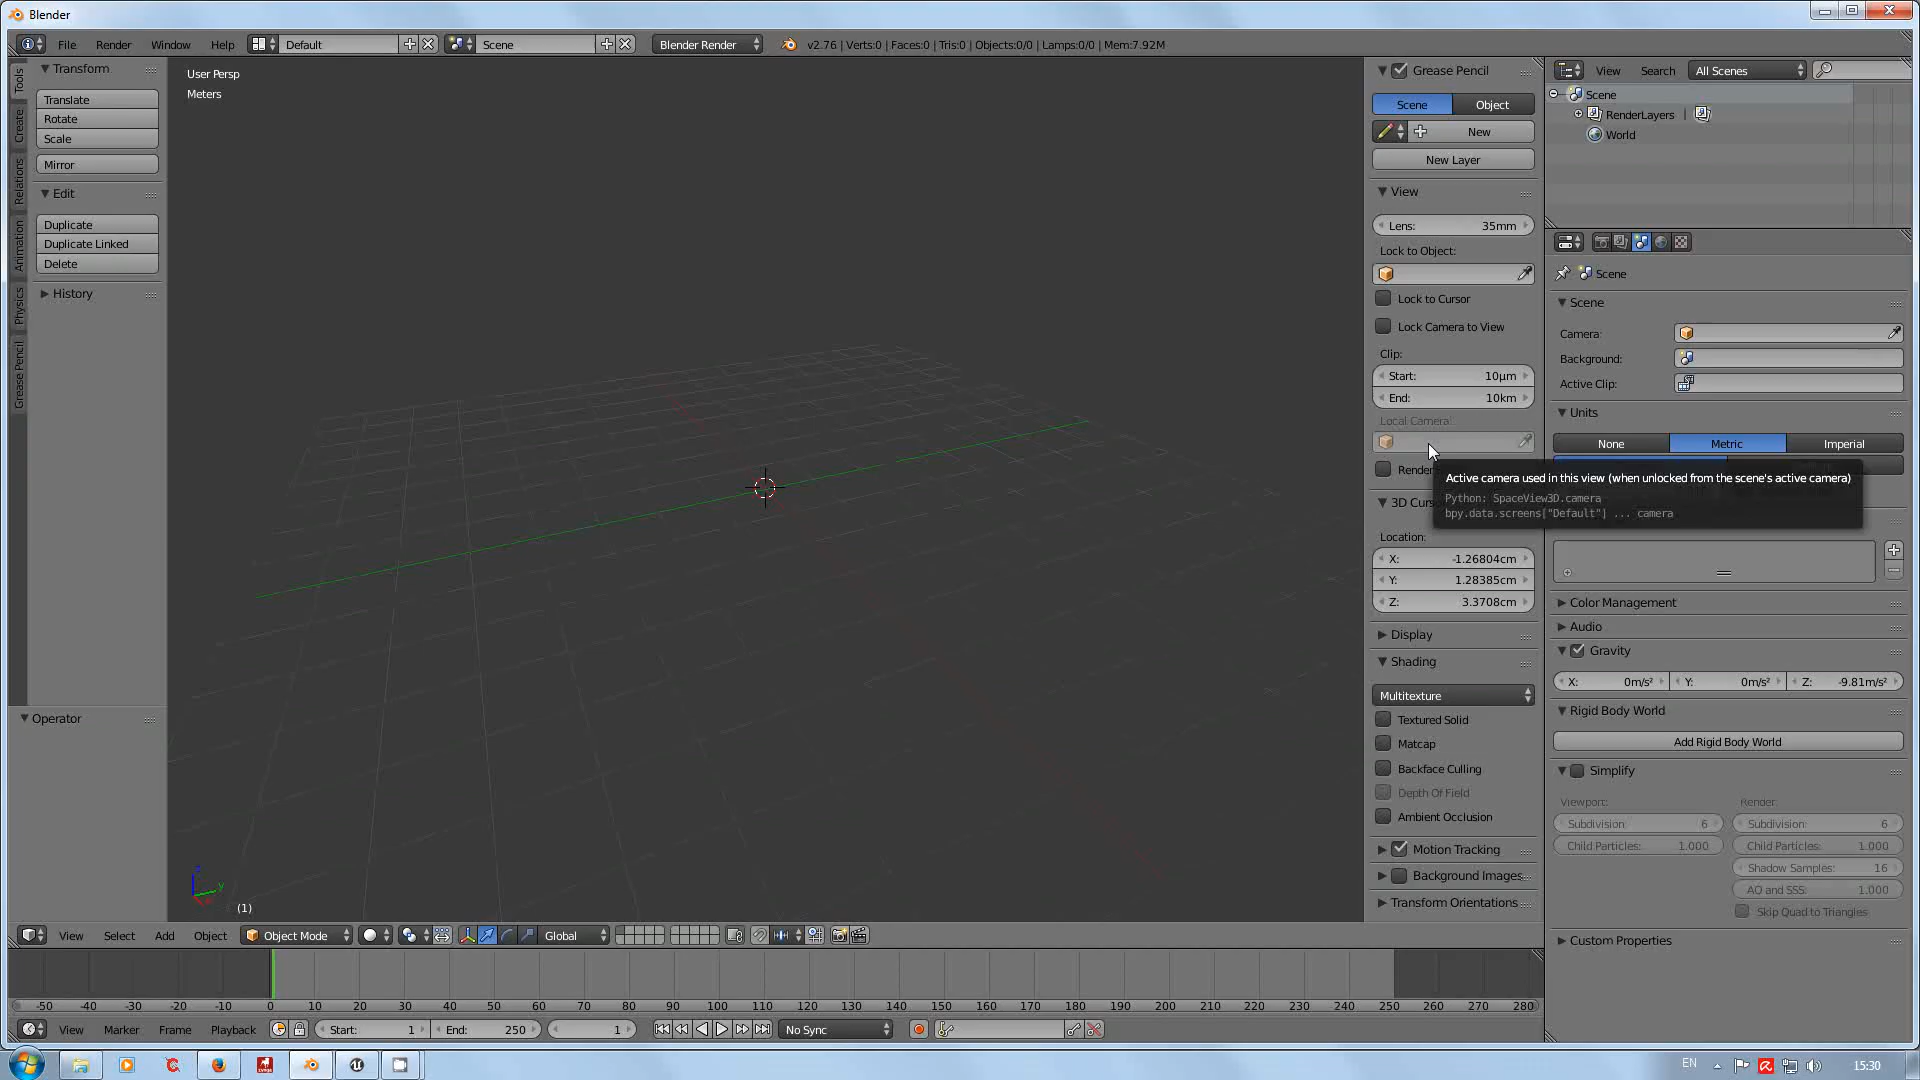 Blender
File Render Window Help Default Scene Blender Render v2.76 | Verts:0 | Faces:0 | Tris:0 | Objects:0/0 | Lamps:0/0 | Mem:7.92M
Tools
Create
Relations
Animation
Physics
Grease Pencil
Transform
Translate
Rotate
Scale
Mirror
Edit
Duplicate
Duplicate Linked
Delete
History
Operator
User Persp
Meters
z
y
(1)
Grease Pencil
Scene Object
New
New Layer
View
Lens: 35mm
Lock to Object:
Lock to Cursor
Lock Camera to View
Clip:
Start: 10µm
End: 10km
Local Camera:
Render
3D Curs
Active camera used in this view (when unlocked from the scene's active camera)
Python: SpaceView3D.camera
bpy.data.screens["Default"] ... camera
Location:
X: -1.26804cm
Y: 1.28385cm
Z: 3.3708cm
Display
Shading
Multitexture
Textured Solid
Matcap
Backface Culling
Depth Of Field
Ambient Occlusion
Motion Tracking
Background Images
Transform Orientations
View Search All Scenes
Scene
RenderLayers |
World
Scene
Scene
Camera:
Background:
Active Clip:
Units
None Metric Imperial
Color Management
Audio
Gravity
X: 0m/s² Y: 0m/s² Z: -9.81m/s²
Rigid Body World
Add Rigid Body World
Simplify
Viewport: Render:
Subdivision: 6 Subdivision: 6
Child Particles: 1.000 Child Particles: 1.000
Shadow Samples: 16
AO and SSS: 1.000
Skip Quad to Triangles
Custom Properties
View Select Add Object Object Mode Global
-50 -40 -30 -20 -10 0 10 20 30 40 50 60 70 80 90 100 110 120 130 140 150 160 170 180 190 200 210 220 230 240 250 260 270 280
View Marker Frame Playback Start: 1 End: 250 1 No Sync
EN 15:30